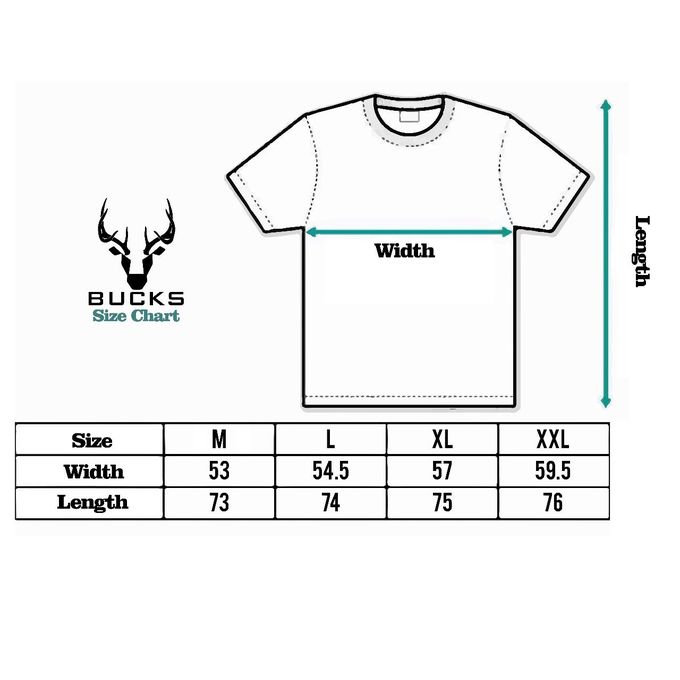 Width
Length
BUCKS
Size Chart
Size M L XL XXL
Width 53 54.5 57 59.5
Length 73 74 75 76